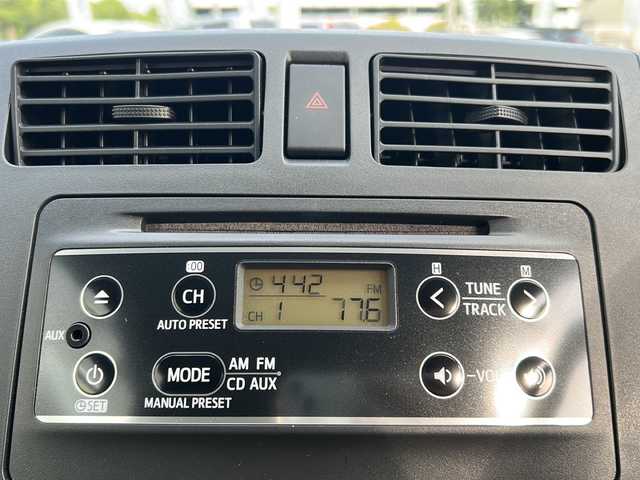 :00
H
M
CH
AUTO PRESET
4:42
FM
CH 1 77.6
TUNE
TRACK
AUX
MODE
AM FM
CD AUX
MANUAL PRESET
SET
VOL